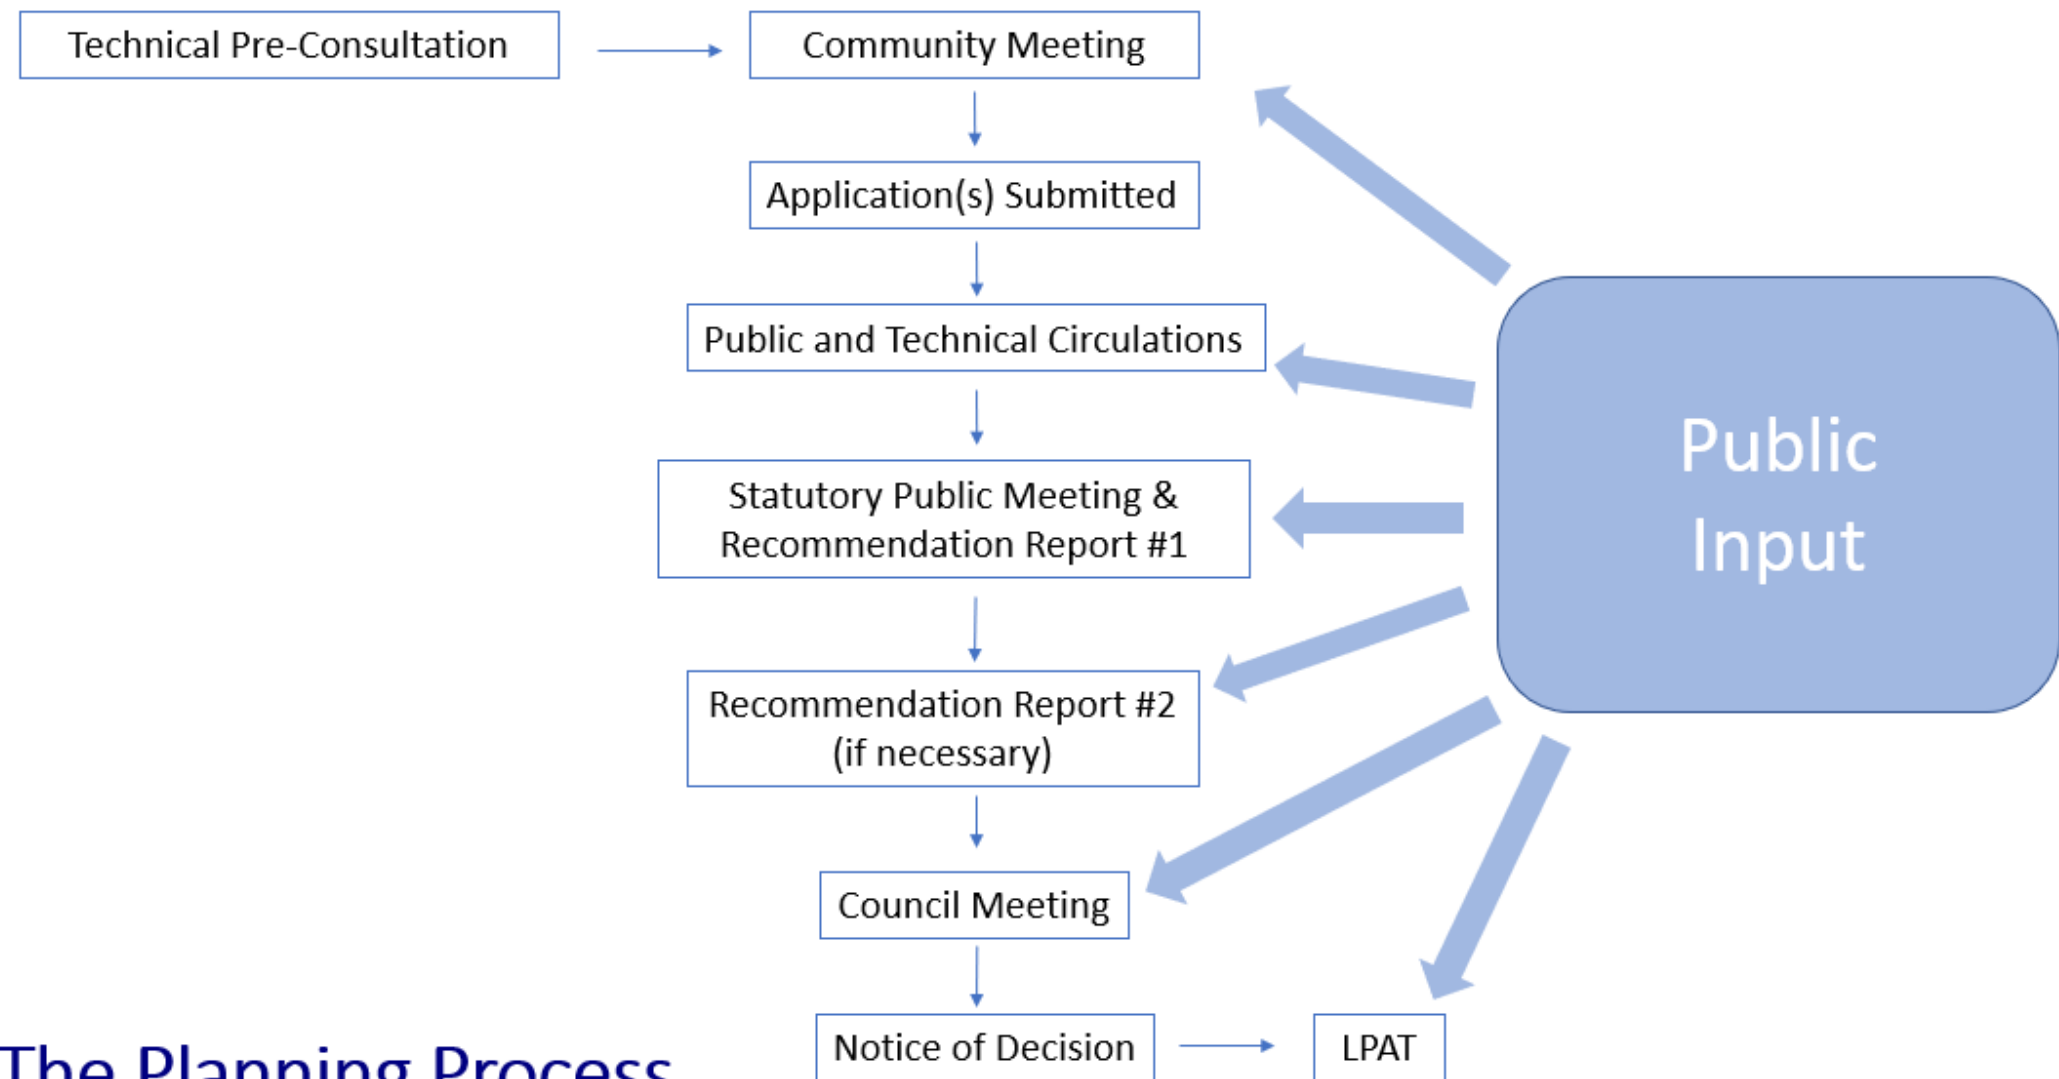 Technical Pre-Consultation
Community Meeting
Application(s) Submitted
Public and Technical Circulations
Statutory Public Meeting &
Recommendation Report #1
Recommendation Report #2
(if necessary)
Council Meeting
Notice of Decision
LPAT
Public
Input
The Planning Process